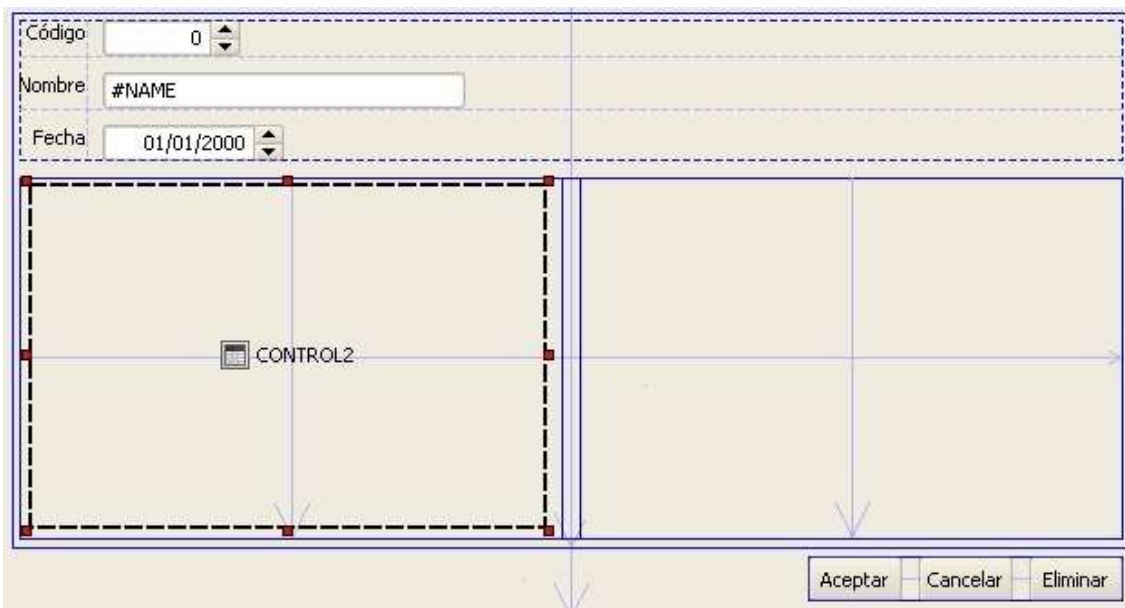 Código 0
Nombre #NAME
Fecha 01/01/2000
CONTROL2
Aceptar Cancelar Eliminar